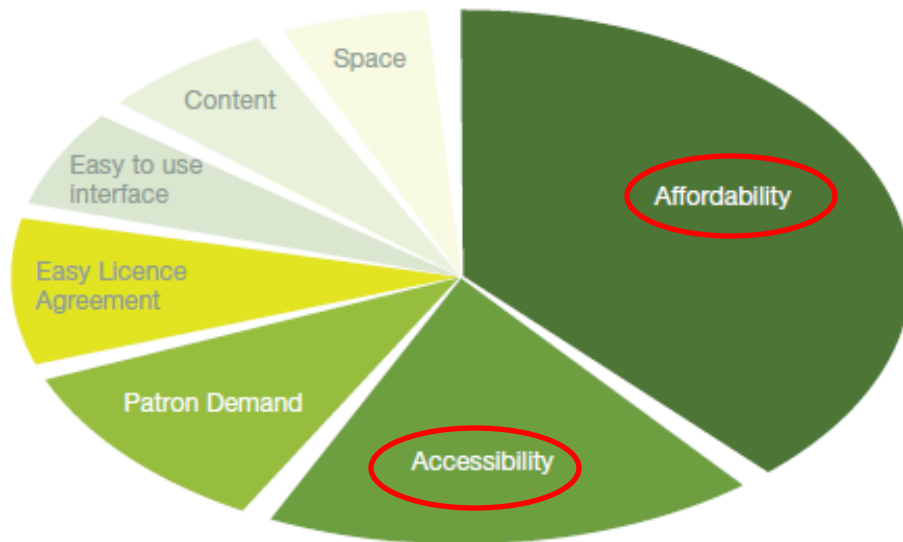 Space
Content
Easy to use
interface
Affordability
Easy Licence
Agreement
Patron Demand
Accessibility